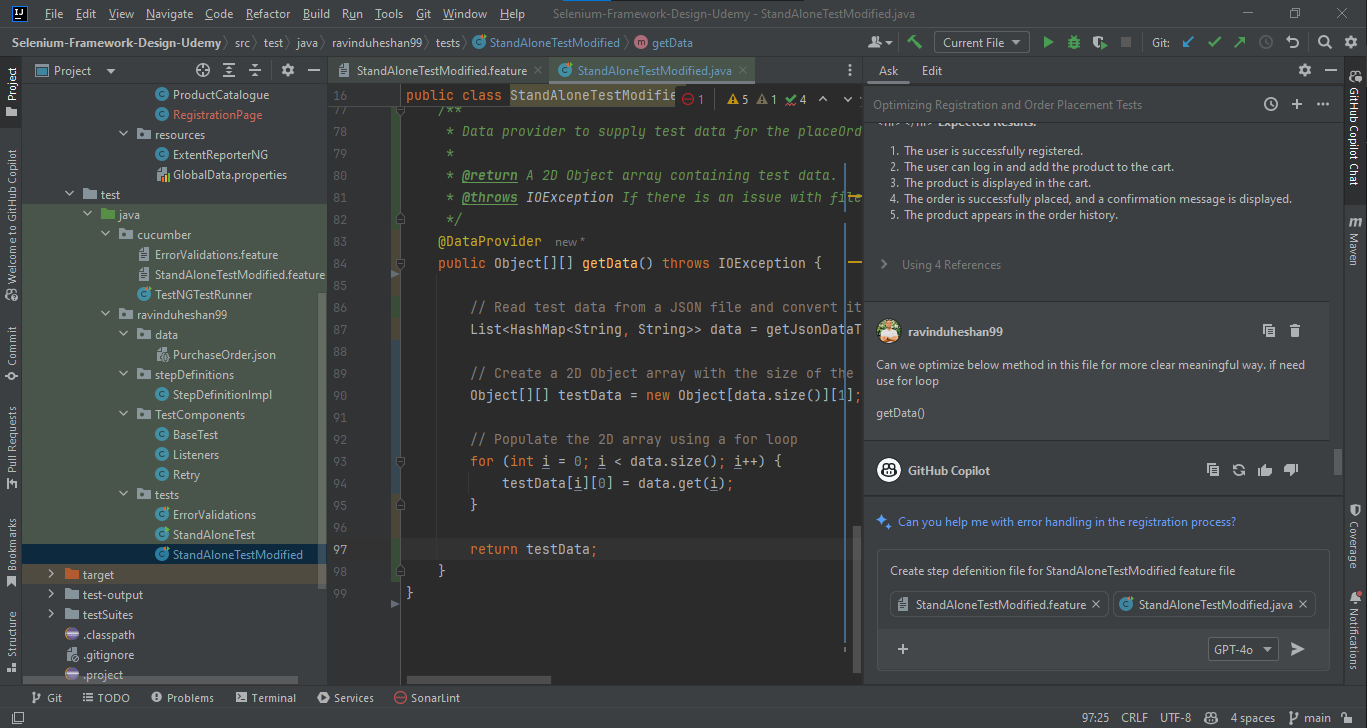 File Edit View Navigate Code Refactor Build Run Tools Git Window Help Selenium-Framework-Design-Udemy - StandAloneTestModified.java
Selenium-Framework-Design-Udemy src test java ravinduheshan99 tests StandAloneTestModified getData Current File Git:
Project
Project
Welcome to GitHub Copilot
Commit
Pull Requests
Bookmarks
Structure
ProductCatalogue
RegistrationPage
resources
ExtentReporterNG
GlobalData.properties
test
java
cucumber
ErrorValidations.feature
StandAloneTestModified.feature
TestNGTestRunner
ravinduheshan99
data
PurchaseOrder.json
stepDefinitions
StepDefinitionImpl
TestComponents
BaseTest
Listeners
Retry
tests
ErrorValidations
StandAloneTest
StandAloneTestModified
target
test-output
testSuites
.classpath
.gitignore
.project
StandAloneTestModified.feature StandAloneTestModified.java
16 public class StandAloneTestModifie 1 5 1 4
77 /**
78 * Data provider to supply test data for the placeOrd
79 *
80 * @return A 2D Object array containing test data.
81 * @throws IOException If there is an issue with file
82 */
83 @DataProvider new *
84 public Object[][] getData() throws IOException {
85
86 // Read test data from a JSON file and convert it
87 List<HashMap<String, String>> data = getJsonDataT
88
89 // Create a 2D Object array with the size of the
90 Object[][] testData = new Object[data.size()][1];
91
92 // Populate the 2D array using a for loop
93 for (int i = 0; i < data.size(); i++) {
94 testData[i][0] = data.get(i);
95 }
96
97 return testData;
98 }
99 }
Ask Edit
Optimizing Registration and Order Placement Tests
Expected Results:
1. The user is successfully registered.
2. The user can log in and add the product to the cart.
3. The product is displayed in the cart.
4. The order is successfully placed, and a confirmation message is displayed.
5. The product appears in the order history.
Using 4 References
ravinduheshan99
Can we optimize below method in this file for more clear meaningful way. if need
use for loop
getData()
GitHub Copilot
Can you help me with error handling in the registration process?
Create step defenition file for StandAloneTestModified feature file
StandAloneTestModified.feature StandAloneTestModified.java
GPT-4o
GitHub Copilot Chat
Maven
Coverage
Notifications
Git TODO Problems Terminal Services SonarLint
97:25 CRLF UTF-8 4 spaces main